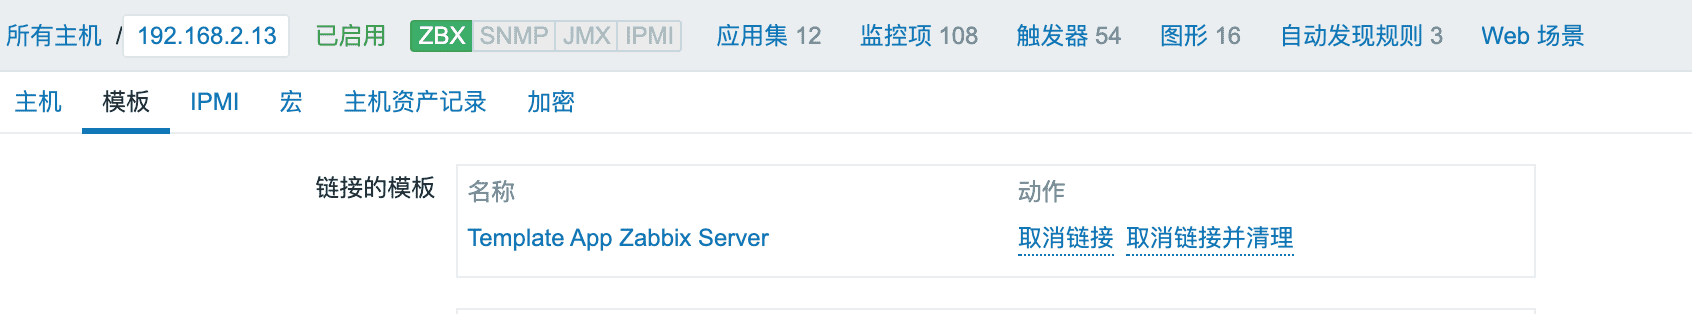 所有主机 / 192.168.2.13 已启用 ZBX SNMP JMX IPMI 应用集 12 监控项 108 触发器 54 图形 16 自动发现规则 3 Web 场景
主机 模板 IPMI 宏 主机资产记录 加密
链接的模板 名称 动作
Template App Zabbix Server 取消链接 取消链接并清理